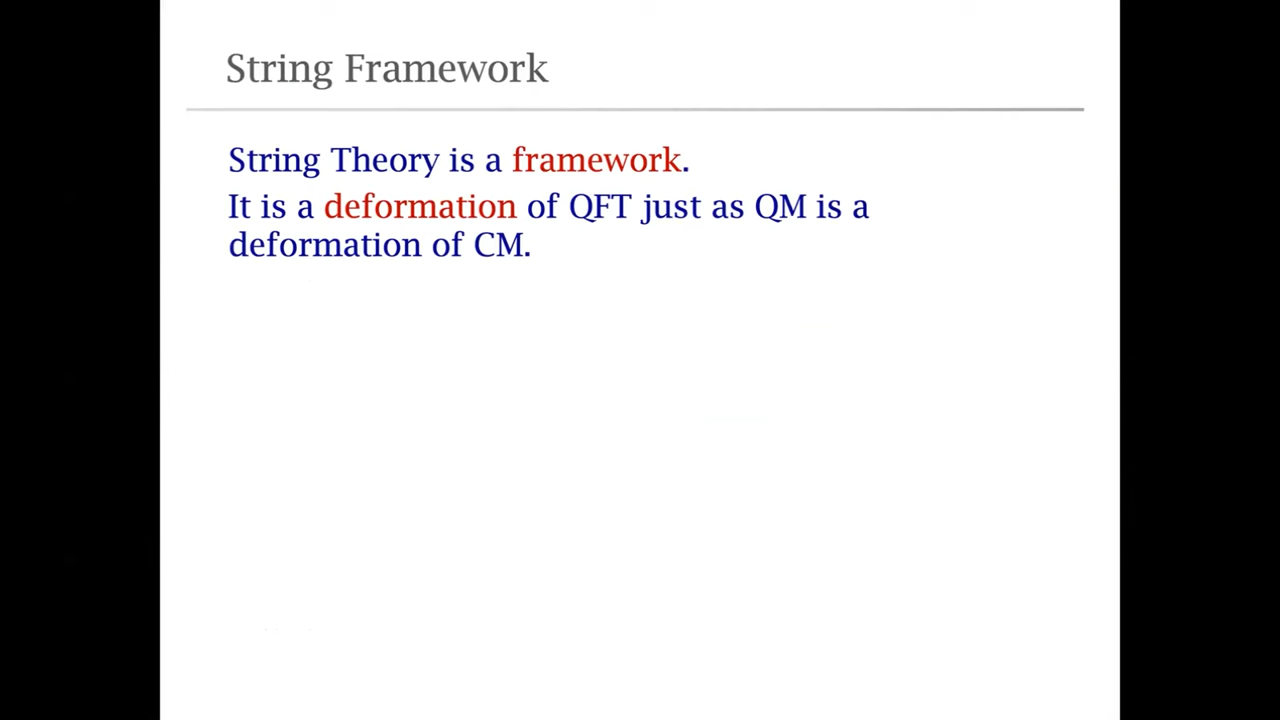 String Framework
String Theory is a framework.
It is a deformation of QFT just as QM is a
deformation of CM.